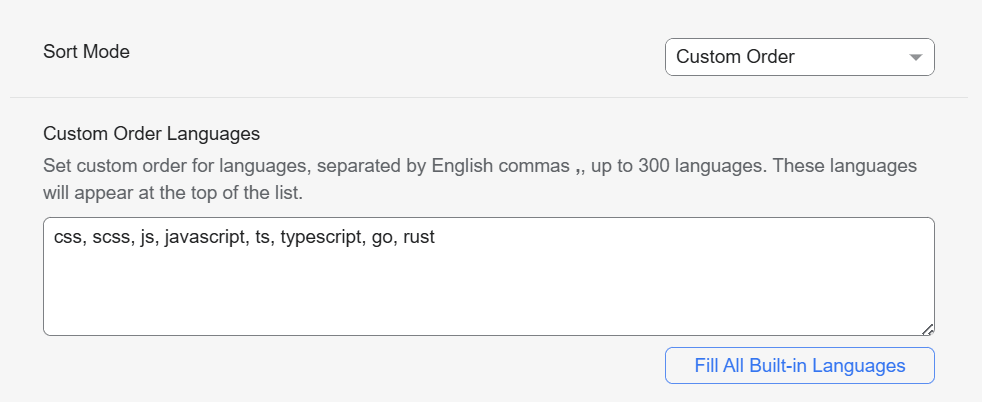 Sort Mode
Custom Order
Custom Order Languages
Set custom order for languages, separated by English commas ,, up to 300 languages. These languages
will appear at the top of the list.
css, scss, js, javascript, ts, typescript, go, rust
Fill All Built-in Languages